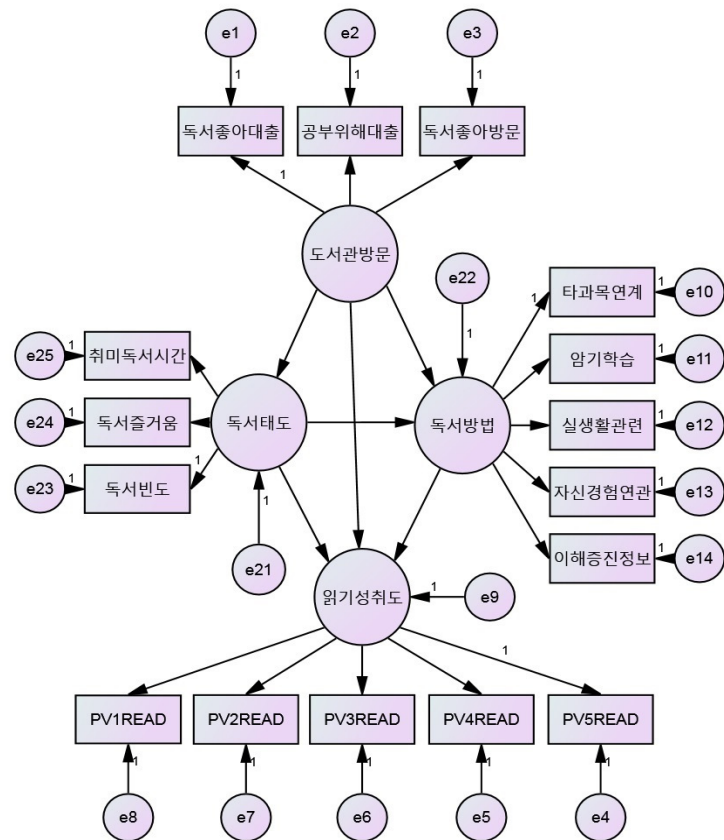 e1
e2
e3
1
1
1
독서좋아대출
공부위해대출
독서좋아방문
1
도서관방문
e22
1
1
타과목연계
1
e10
e25
1
취미독서시간
암기학습
1
e11
e24
1
독서즐거움
독서태도
독서방법
실생활관련
1
e12
e23
1
독서빈도
1
자신경험연관
1
e13
1
e21
이해증진정보
1
e14
읽기성취도
1
e9
1
PV1READ
PV2READ
PV3READ
PV4READ
PV5READ
1
1
1
1
1
e8
e7
e6
e5
e4